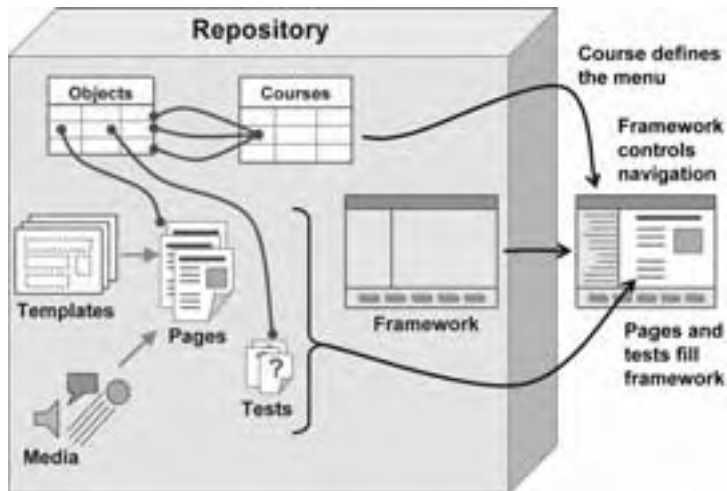 Repository
Objects
Courses
Course defines
the menu
Framework
controls
navigation
Templates
Pages
Framework
?
Tests
Media
Pages and
tests fill
framework